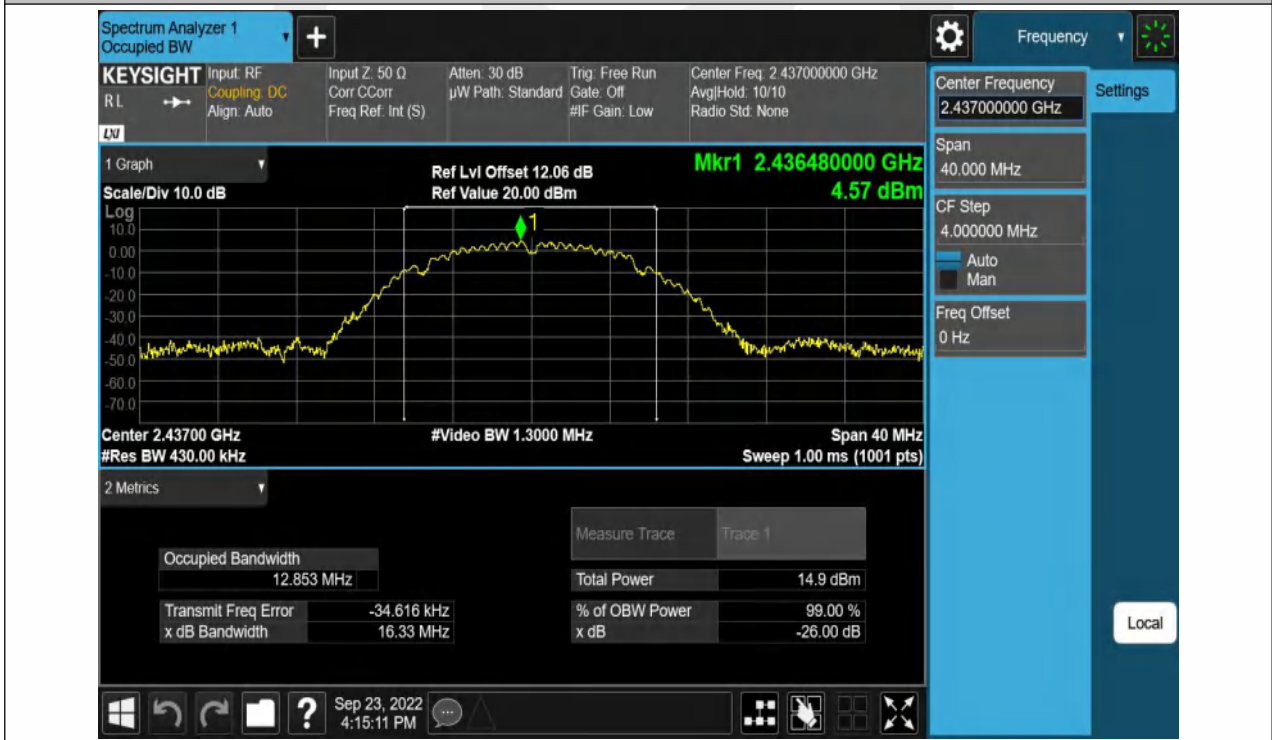 Spectrum Analyzer 1
Occupied BW
Frequency
KEYSIGHT
RL
LXI
Input: RF
Coupling: DC
Align: Auto
Input Z: 50 Ω
Corr CCorr
Freq Ref: Int (S)
Atten: 30 dB
µW Path: Standard
Trig: Free Run
Gate: Off
#IF Gain: Low
Center Freq: 2.437000000 GHz
Avg|Hold: 10/10
Radio Std: None
Center Frequency
2.437000000 GHz
Settings
Span
40.000 MHz
CF Step
4.000000 MHz
Auto
Man
Freq Offset
0 Hz
Local
1 Graph
Scale/Div 10.0 dB
Ref Lvl Offset 12.06 dB
Ref Value 20.00 dBm
Mkr1 2.436480000 GHz
4.57 dBm
Log
10.0
0.00
-10.0
-20.0
-30.0
-40.0
-50.0
-60.0
-70.0
1
Center 2.43700 GHz
#Res BW 430.00 kHz
#Video BW 1.3000 MHz
Span 40 MHz
Sweep 1.00 ms (1001 pts)
2 Metrics
Measure Trace Trace 1
Occupied Bandwidth
12.853 MHz
Total Power 14.9 dBm
Transmit Freq Error -34.616 kHz
% of OBW Power 99.00 %
x dB Bandwidth 16.33 MHz
x dB -26.00 dB
?
Sep 23, 2022
4:15:11 PM